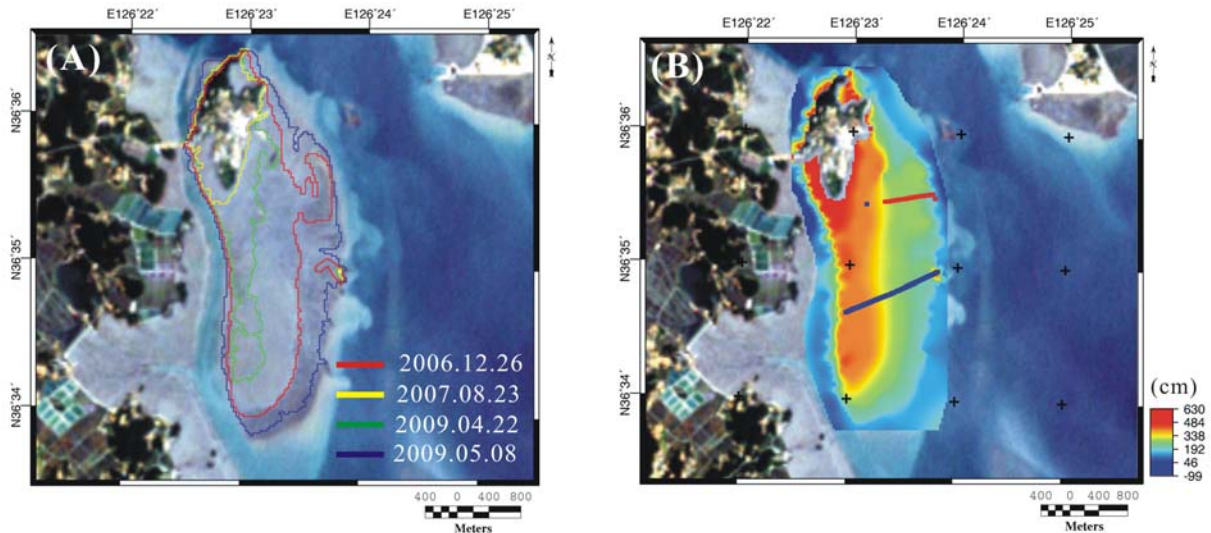 E126°22´ E126°23´ E126°24´ E126°25´
(A)
N
N36°36´
N36°35´
N36°34´
2006.12.26
2007.08.23
2009.04.22
2009.05.08
400 0 400 800
Meters
E126°22´ E126°23´ E126°24´ E126°25´
(B)
N
N36°36´
N36°35´
N36°34´
(cm)
630
484
338
192
46
-99
400 0 400 800
Meters